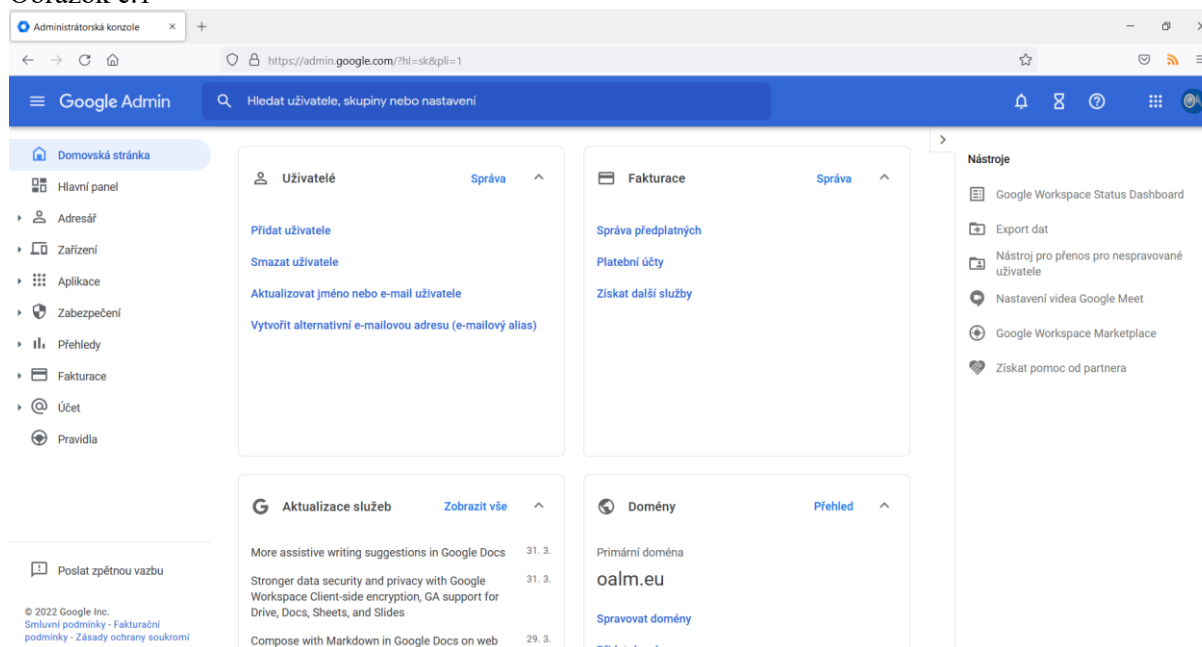 Obrázok č.1
Administrátorská konzole
https://admin.google.com/?hl=sk&pli=1
Google Admin
Hledat uživatele, skupiny nebo nastavení
Domovská stránka
Hlavní panel
Adresář
Zařízení
Aplikace
Zabezpečení
Přehledy
Fakturace
Účet
Pravidla
Poslat zpětnou vazbu
© 2022 Google Inc.
Smluvní podmínky - Fakturační
podmínky - Zásady ochrany soukromí
Uživatelé Správa
Přidat uživatele
Smazat uživatele
Aktualizovat jméno nebo e-mail uživatele
Vytvořit alternativní e-mailovou adresu (e-mailový alias)
Fakturace Správa
Správa předplatných
Platební účty
Získat další služby
Aktualizace služeb Zobrazit vše
More assistive writing suggestions in Google Docs 31. 3.
Stronger data security and privacy with Google 31. 3.
Workspace Client-side encryption, GA support for
Drive, Docs, Sheets, and Slides
Compose with Markdown in Google Docs on web 29. 3.
Domény Přehled
Primární doména
oalm.eu
Spravovat domény
Nástroje
Google Workspace Status Dashboard
Export dat
Nástroj pro přenos pro nespravované
uživatele
Nastavení videa Google Meet
Google Workspace Marketplace
Získat pomoc od partnera